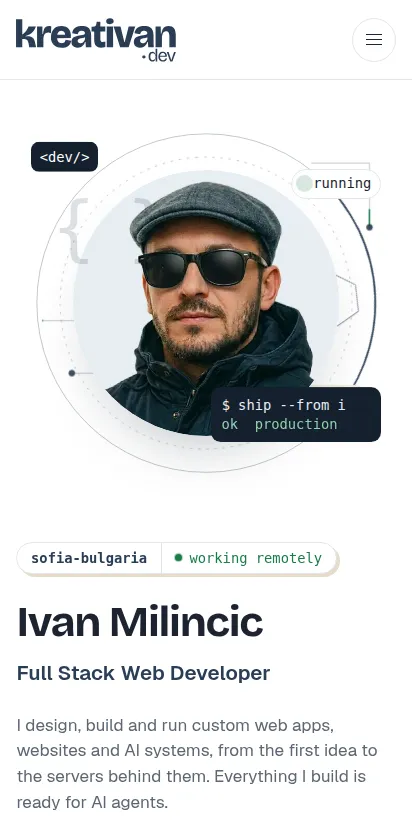 kreativan
.dev
<dev/>
running
{ }
$ ship --from i
ok  production
sofia-bulgaria
working remotely
Ivan Milincic
Full Stack Web Developer
I design, build and run custom web apps,
websites and AI systems, from the first idea to
the servers behind them. Everything I build is
ready for AI agents.